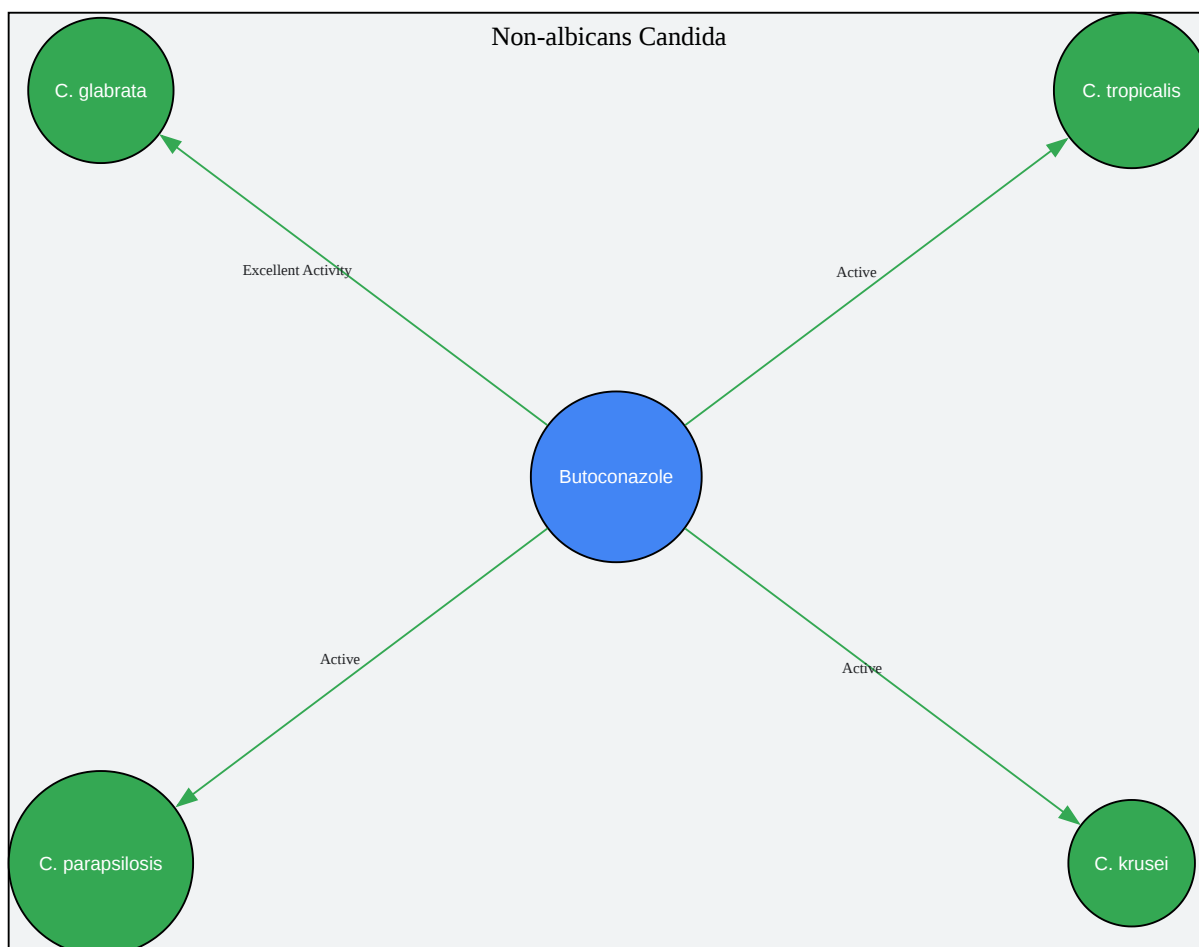 Non-albicans Candida
C. glabrata
C. tropicalis
Excellent Activity
Active
Butoconazole
Active
Active
C. parapsilosis
C. krusei